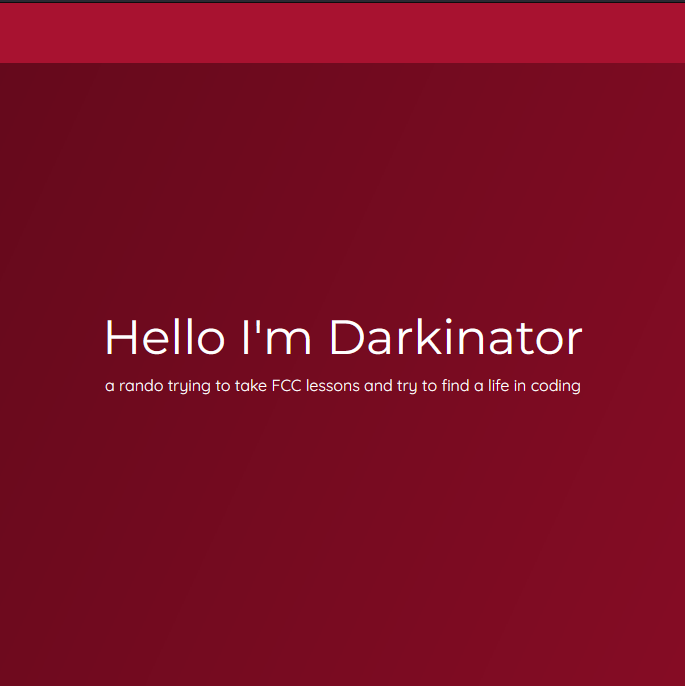 Hello I'm Darkinator
a rando trying to take FCC lessons and try to find a life in coding